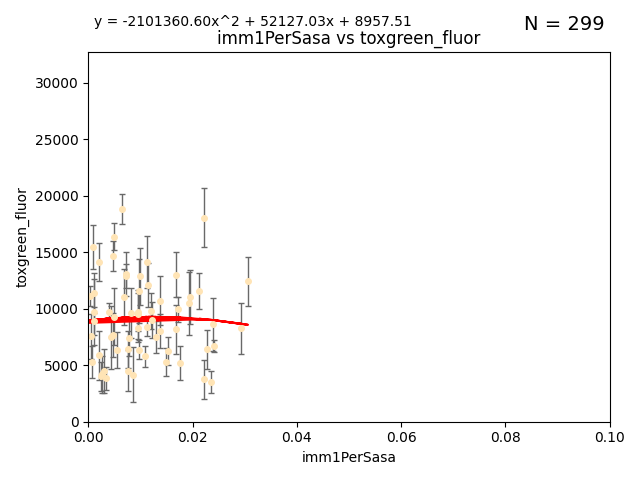 y = -2101360.60x^2 + 52127.03x + 8957.51
N = 299
imm1PerSasa vs toxgreen_fluor
30000
25000
20000
15000
10000
5000
0
toxgreen_fluor
0.00 0.02 0.04 0.06 0.08 0.10
imm1PerSasa